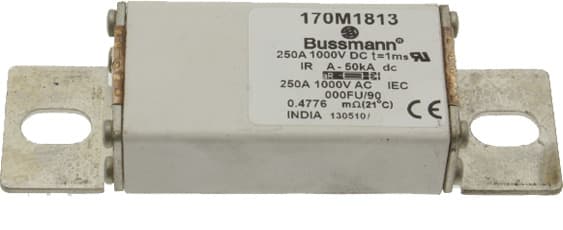 170M1813
Bussmann®
250A 1000V DC t=1ms
IR A-50kA dc
aR
250A 1000V AC IEC
000FU/90
0.4776 mΩ(21°C)
INDIA 130510/
CE